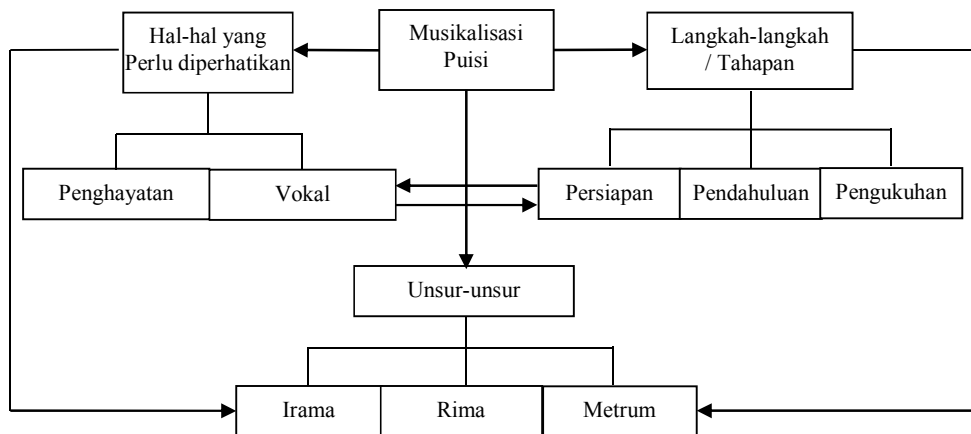 Hal-hal yang
Perlu diperhatikan
Musikalisasi
Puisi
Langkah-langkah
/ Tahapan
Penghayatan
Vokal
Persiapan
Pendahuluan
Pengukuhan
Unsur-unsur
Irama
Rima
Metrum